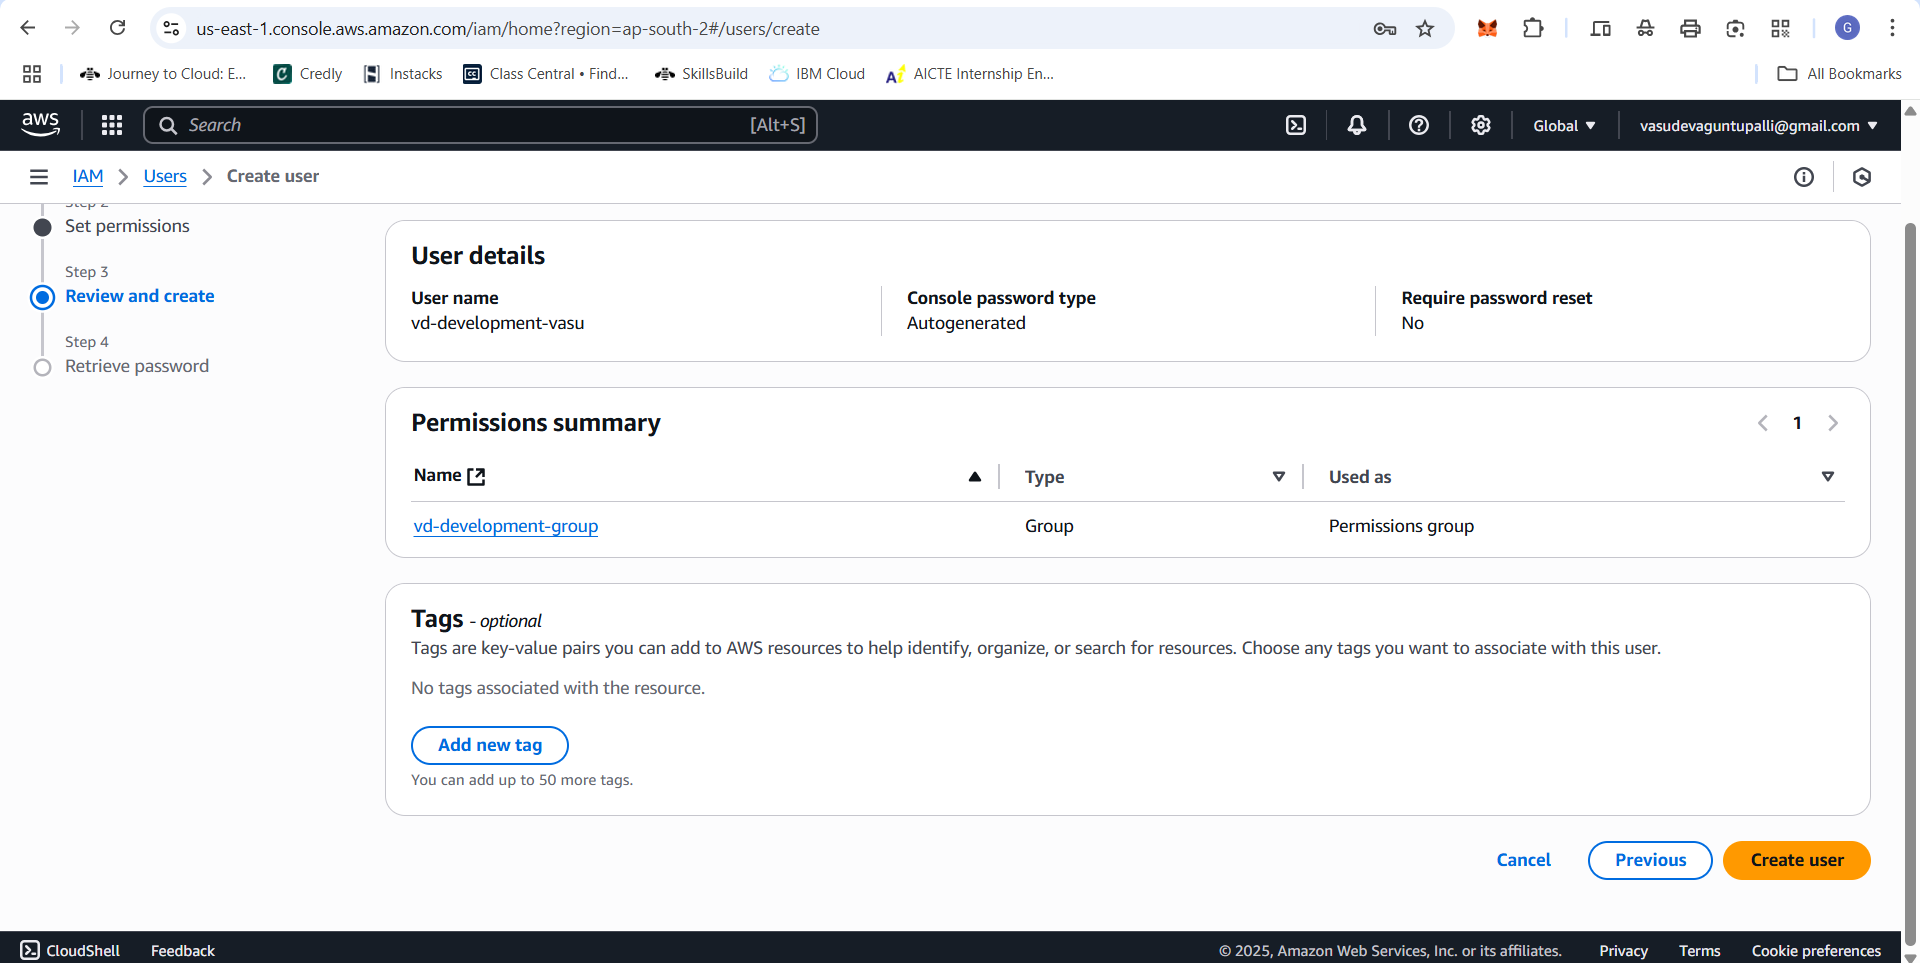 us-east-1.console.aws.amazon.com/iam/home?region=ap-south-2#/users/create
G
Journey to Cloud: E...
Credly
Instacks
Class Central • Find...
SkillsBuild
IBM Cloud
AICTE Internship En...
All Bookmarks
aws
Search
[Alt+S]
Global
vasudevaguntupalli@gmail.com
IAM
Users
Create user
Step 2
Set permissions
Step 3
Review and create
Step 4
Retrieve password
User details
User name
vd-development-vasu
Console password type
Autogenerated
Require password reset
No
Permissions summary
1
Name
Type
Used as
vd-development-group
Group
Permissions group
Tags - optional
Tags are key-value pairs you can add to AWS resources to help identify, organize, or search for resources. Choose any tags you want to associate with this user.
No tags associated with the resource.
Add new tag
You can add up to 50 more tags.
Cancel
Previous
Create user
CloudShell
Feedback
© 2025, Amazon Web Services, Inc. or its affiliates.
Privacy
Terms
Cookie preferences